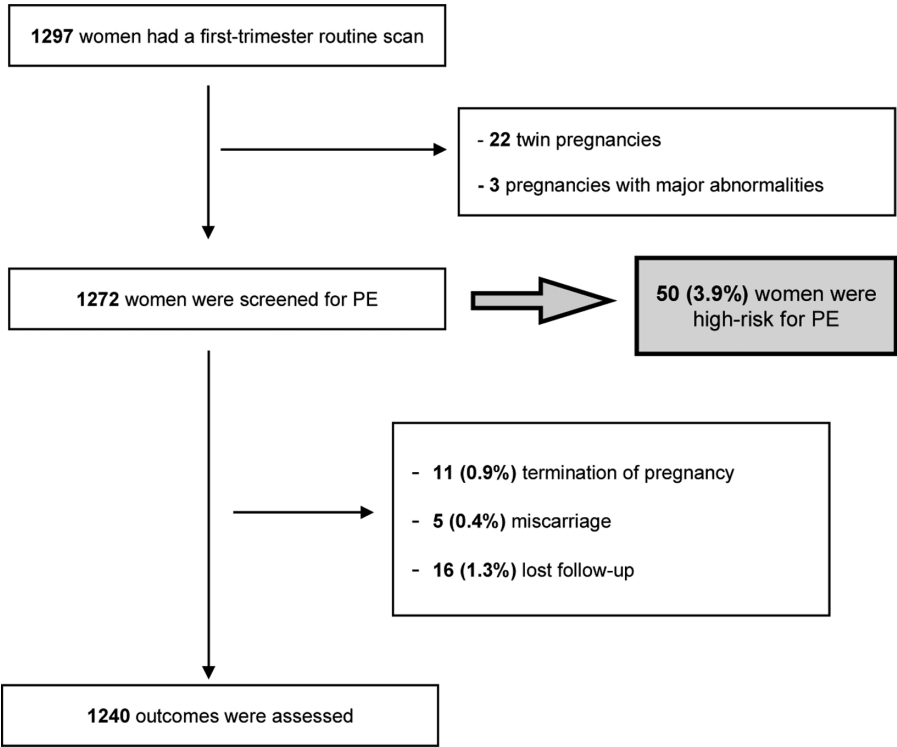 1297 women had a first-trimester routine scan
- 22 twin pregnancies
- 3 pregnancies with major abnormalities
1272 women were screened for PE
50 (3.9%) women were
high-risk for PE
- 11 (0.9%) termination of pregnancy
- 5 (0.4%) miscarriage
- 16 (1.3%) lost follow-up
1240 outcomes were assessed